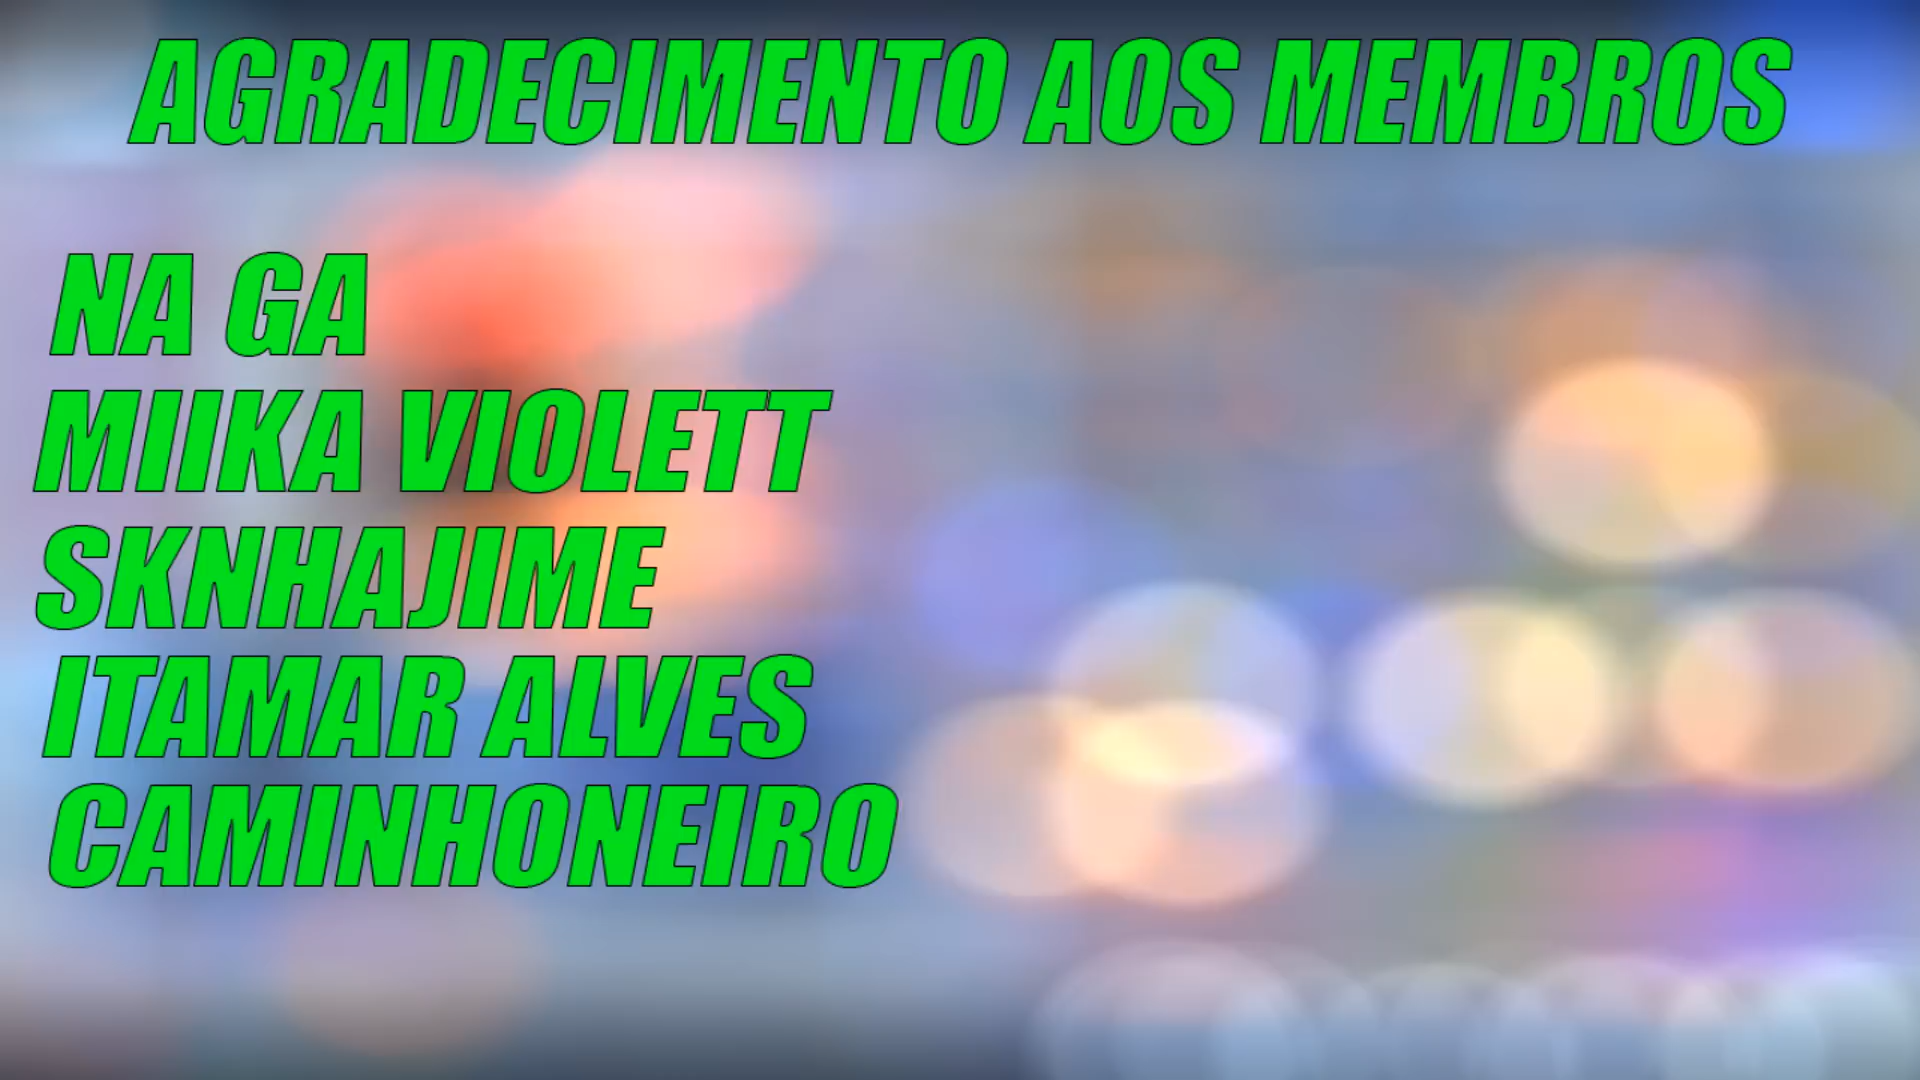 AGRADECIMENTO AOS MEMBROS
NA GA
MIIKA VIOLETT
SKNHAJIME
ITAMAR ALVES
CAMINHONEIRO